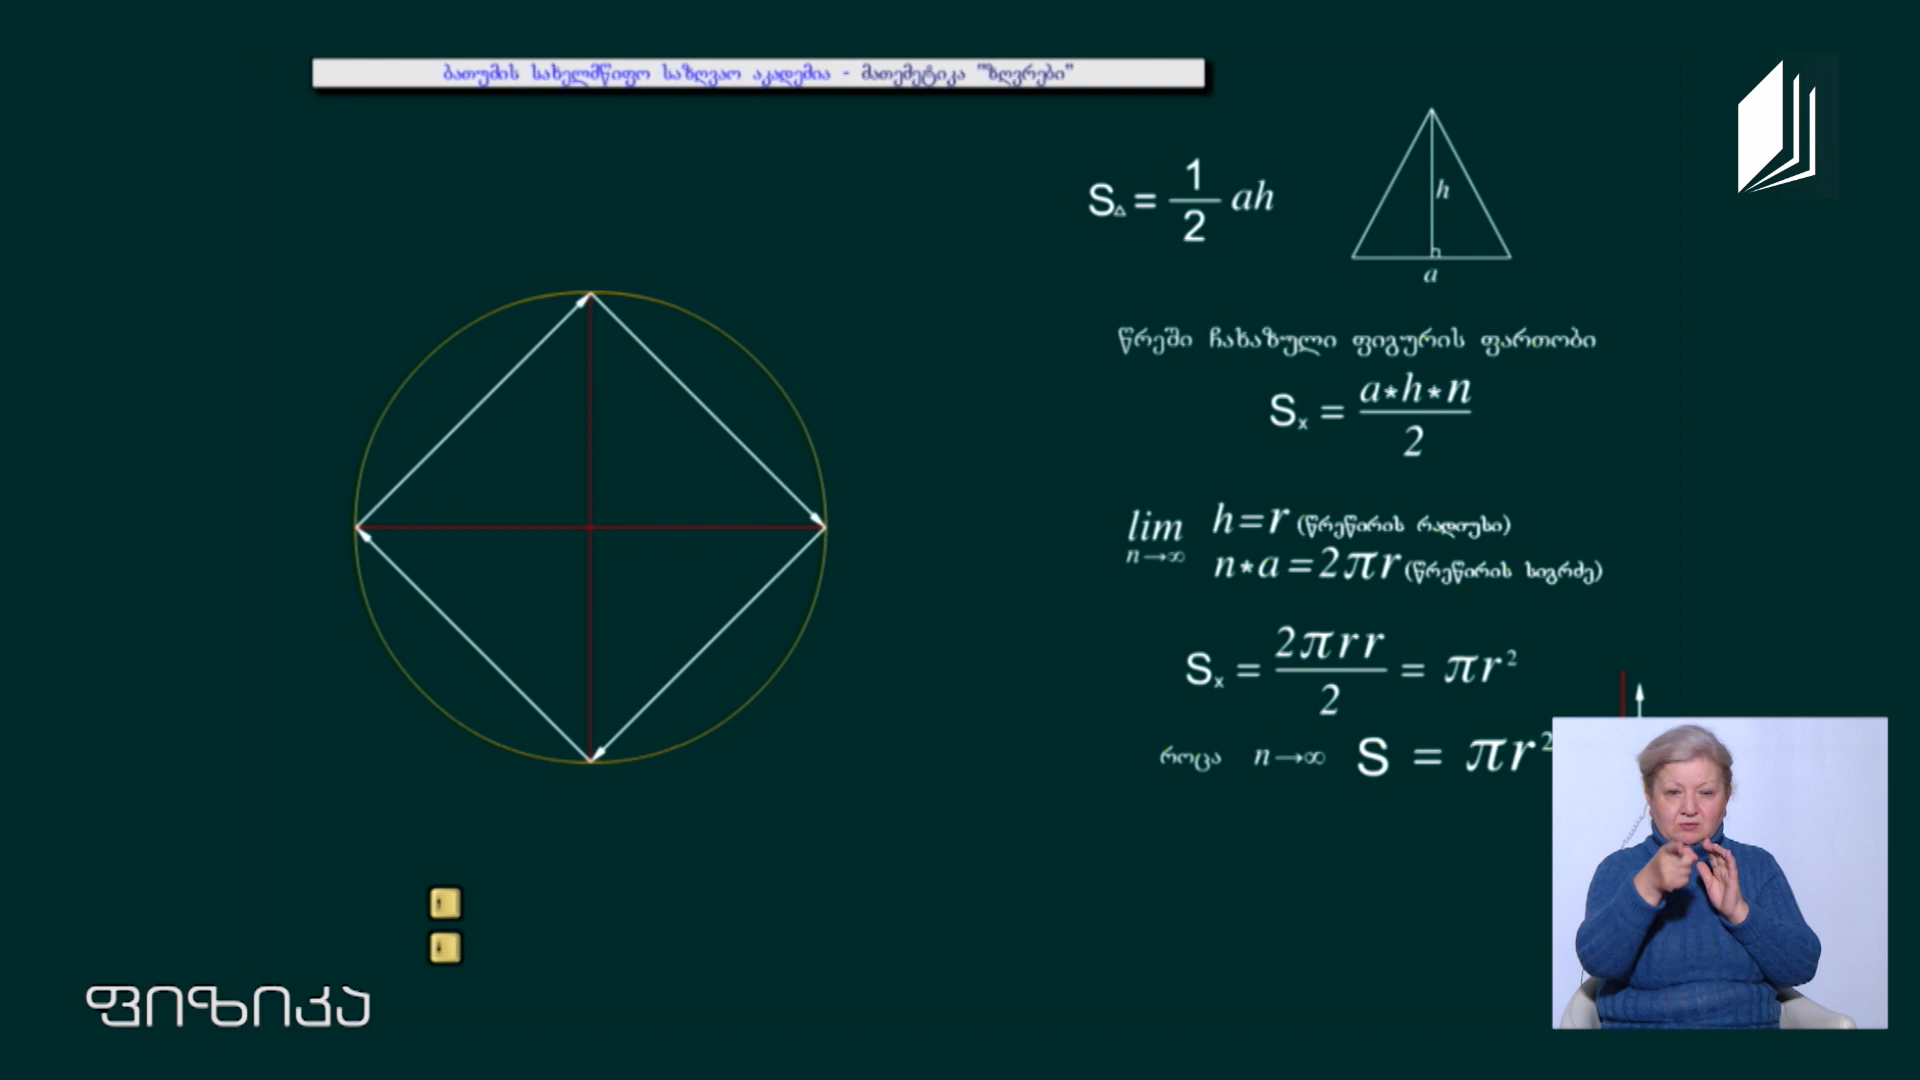 ბათუმის სახელმწიფო საზღვაო აკადემია - მათემეტიკა "ზღვრები"
S△ = 1/2 ah
h
a
წრეში ჩახაზული ფიგურის ფართობი
Sx = a*h*n/2
lim n→∞ h=r (წრეწირის რადიუსი)
n*a=2πr (წრეწირის სიგრძე)
Sx = 2πrr/2 = πr²
როცა n→∞ S = πr²
ფიზიკა